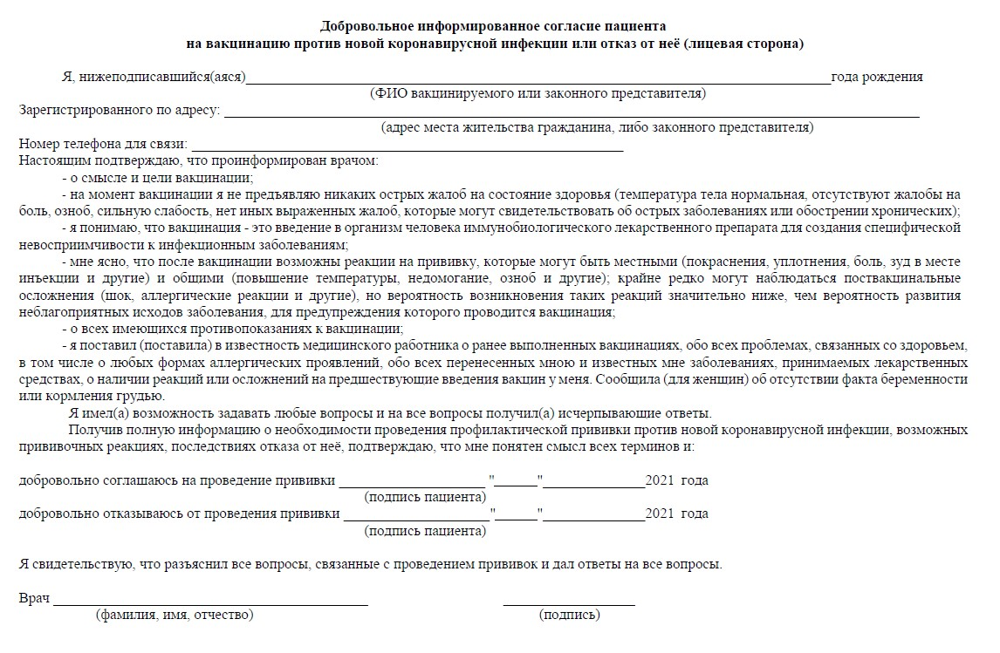 Добровольное информированное согласие пациента
на вакцинацию против новой коронавирусной инфекции или отказ от неё (лицевая сторона)
Я, нижеподписавшийся(аяся)____________________года рождения
(ФИО вакцинируемого или законного представителя)
Зарегистрированного по адресу: ____________________
(адрес места жительства гражданина, либо законного представителя)
Номер телефона для связи: ____________________
Настоящим подтверждаю, что проинформирован врачом:
- о смысле и цели вакцинации;
- на момент вакцинации я не предъявляю никаких острых жалоб на состояние здоровья (температура тела нормальная, отсутствуют жалобы на
боль, озноб, сильную слабость, нет иных выраженных жалоб, которые могут свидетельствовать об острых заболеваниях или обострении хронических);
- я понимаю, что вакцинация - это введение в организм человека иммунобиологического лекарственного препарата для создания специфической
невосприимчивости к инфекционным заболеваниям;
- мне ясно, что после вакцинации возможны реакции на прививку, которые могут быть местными (покраснения, уплотнения, боль, зуд в месте
инъекции и другие) и общими (повышение температуры, недомогание, озноб и другие); крайне редко могут наблюдаться поствакцинальные
осложнения (шок, аллергические реакции и другие), но вероятность возникновения таких реакций значительно ниже, чем вероятность развития
неблагоприятных исходов заболевания, для предупреждения которого проводится вакцинация;
- о всех имеющихся противопоказаниях к вакцинации;
- я поставил (поставила) в известность медицинского работника о ранее выполненных вакцинациях, обо всех проблемах, связанных со здоровьем,
в том числе о любых формах аллергических проявлений, обо всех перенесенных мною и известных мне заболеваниях, принимаемых лекарственных
средствах, о наличии реакций или осложнений на предшествующие введения вакцин у меня. Сообщила (для женщин) об отсутствии факта беременности
или кормления грудью.
Я имел(а) возможность задавать любые вопросы и на все вопросы получил(а) исчерпывающие ответы.
Получив полную информацию о необходимости проведения профилактической прививки против новой коронавирусной инфекции, возможных
прививочных реакциях, последствиях отказа от неё, подтверждаю, что мне понятен смысл всех терминов и:
добровольно соглашаюсь на проведение прививки ____________________ "______"______________2021 года
(подпись пациента)
добровольно отказываюсь от проведения прививки ____________________"______"______________2021 года
(подпись пациента)
Я свидетельствую, что разъяснил все вопросы, связанные с проведением прививок и дал ответы на все вопросы.
Врач ____________________ __________________
(фамилия, имя, отчество) (подпись)